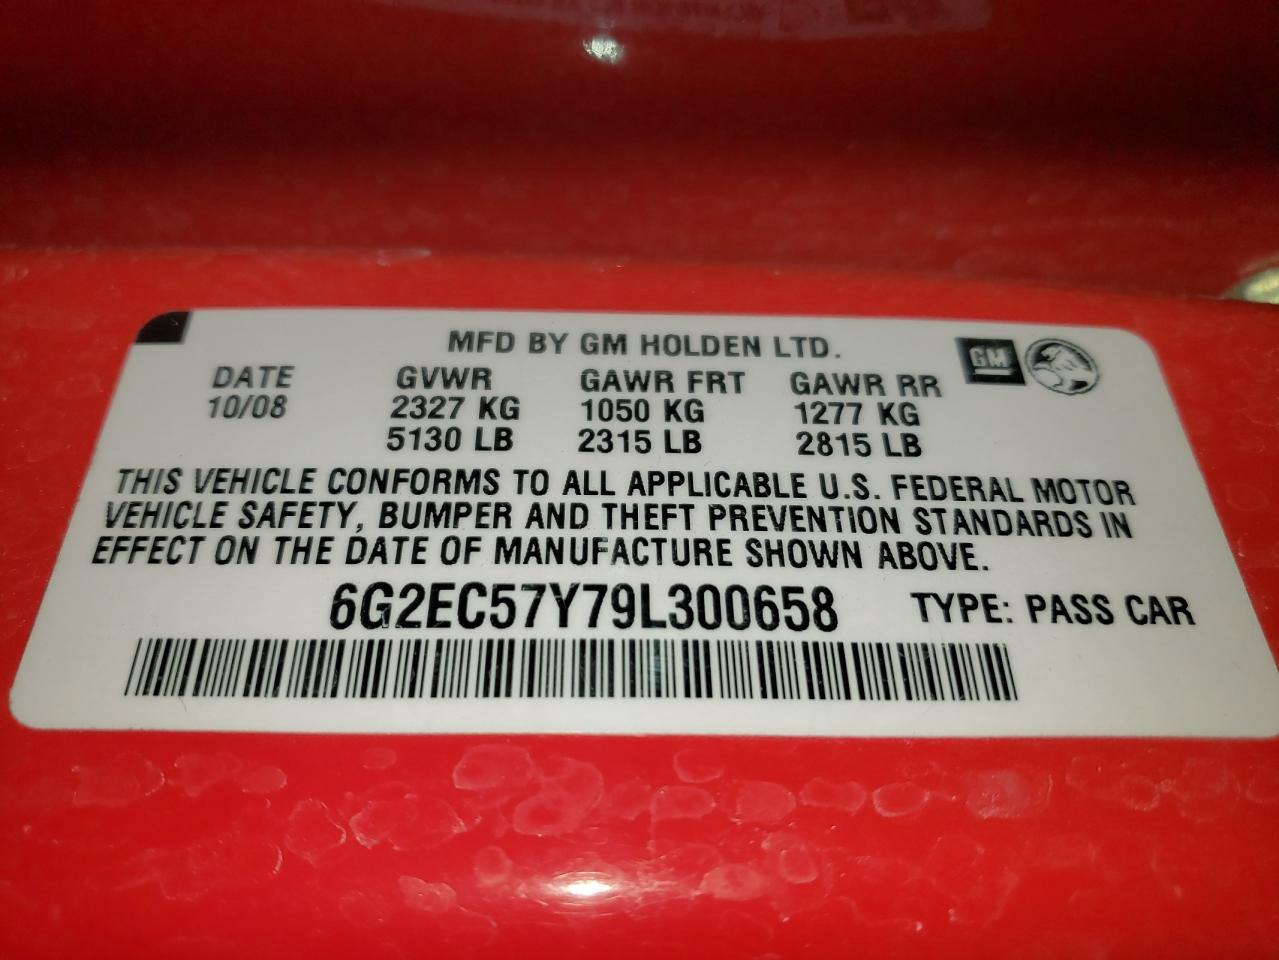 MFD BY GM HOLDEN LTD.
GM
DATE GVWR GAWR FRT GAWR RR
10/08 2327 KG 1050 KG 1277 KG
5130 LB 2315 LB 2815 LB
THIS VEHICLE CONFORMS TO ALL APPLICABLE U.S. FEDERAL MOTOR
VEHICLE SAFETY, BUMPER AND THEFT PREVENTION STANDARDS IN
EFFECT ON THE DATE OF MANUFACTURE SHOWN ABOVE.
6G2EC57Y79L300658 TYPE: PASS CAR